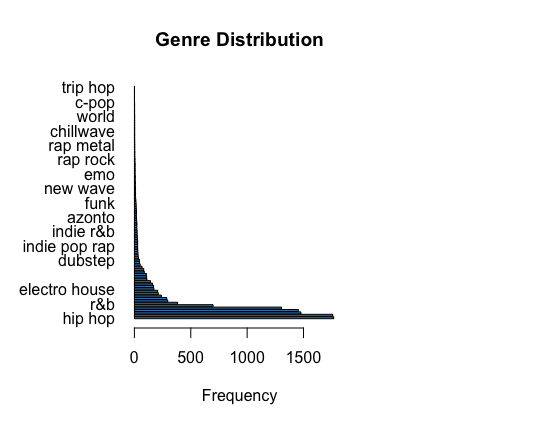 Genre Distribution
trip hop
c-pop
world
chillwave
rap metal
rap rock
emo
new wave
funk
azonto
indie r&b
indie pop rap
dubstep
electro house
r&b
hip hop
0 500 1000 1500
Frequency